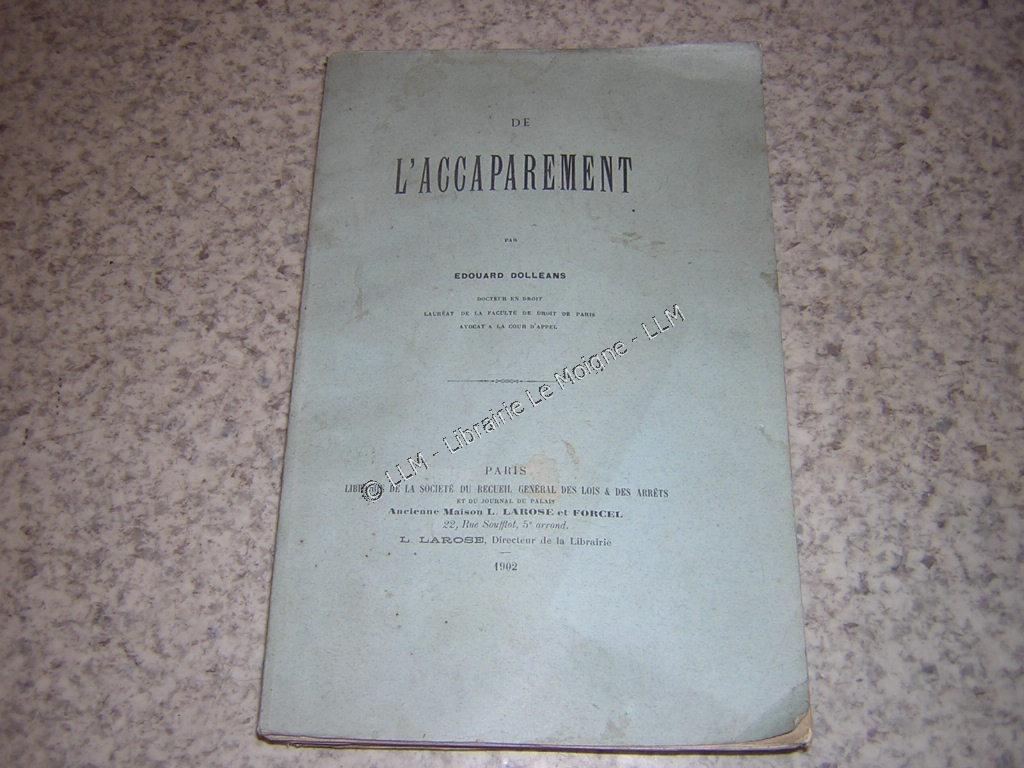 DE
L'ACCAPAREMENT
PAR
EDOUARD DOLLÉANS
DOCTEUR EN DROIT
LAURÉAT DE LA FACULTÉ DE DROIT DE PARIS
AVOCAT A LA COUR D'APPEL
© LLM - Librairie Le Moigne - LLM
PARIS
LIBRAIRIE DE LA SOCIÉTÉ DU RECUEIL GÉNÉRAL DES LOIS & DES ARRÊTS
ET DU JOURNAL DU PALAIS
Ancienne Maison L. LAROSE et FORCEL
22, Rue Soufflot, 5e arrond.
L. LAROSE, Directeur de la Librairie
1902